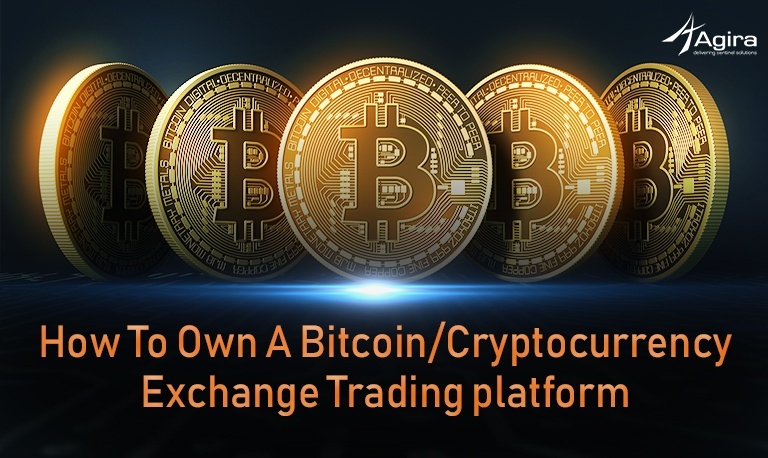 Agira
delivering sentinel solutions
BITCOIN DIGITAL DECENTRALIZED PEER TO PEER
How To Own A Bitcoin/Cryptocurrency
Exchange Trading platform